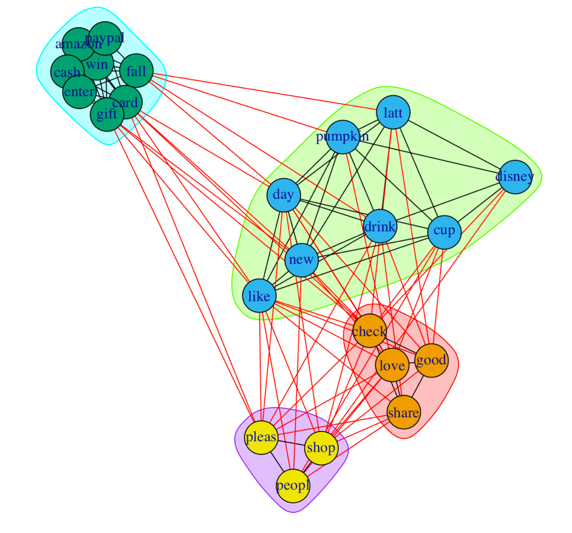 paypal
amazon
win
cash
fall
enter
card
gift
latt
pumpkin
disney
day
drink
cup
new
like
check
good
love
share
pleas
shop
peopl